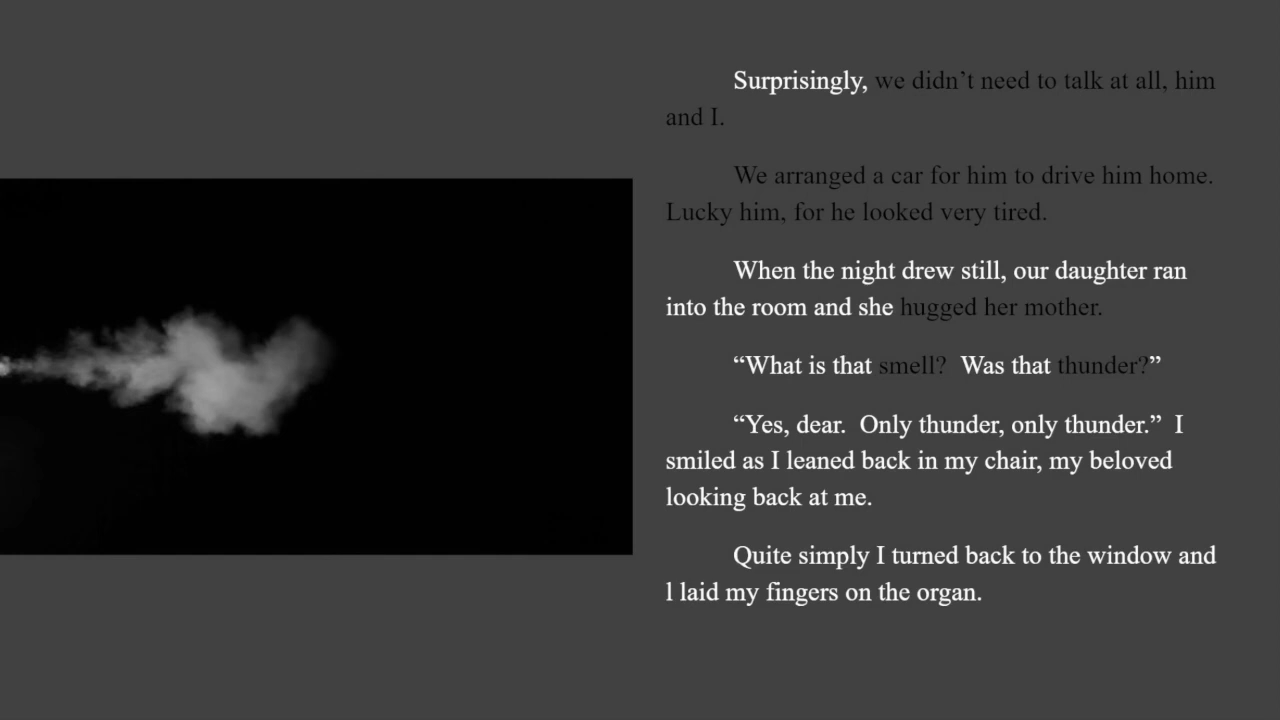 Surprisingly, we didn’t need to talk at all, him
and I.
We arranged a car for him to drive him home.
Lucky him, for he looked very tired.
When the night drew still, our daughter ran
into the room and she hugged her mother.
“What is that smell?  Was that thunder?”
“Yes, dear.  Only thunder, only thunder.”  I
smiled as I leaned back in my chair, my beloved
looking back at me.
Quite simply I turned back to the window and
l laid my fingers on the organ.